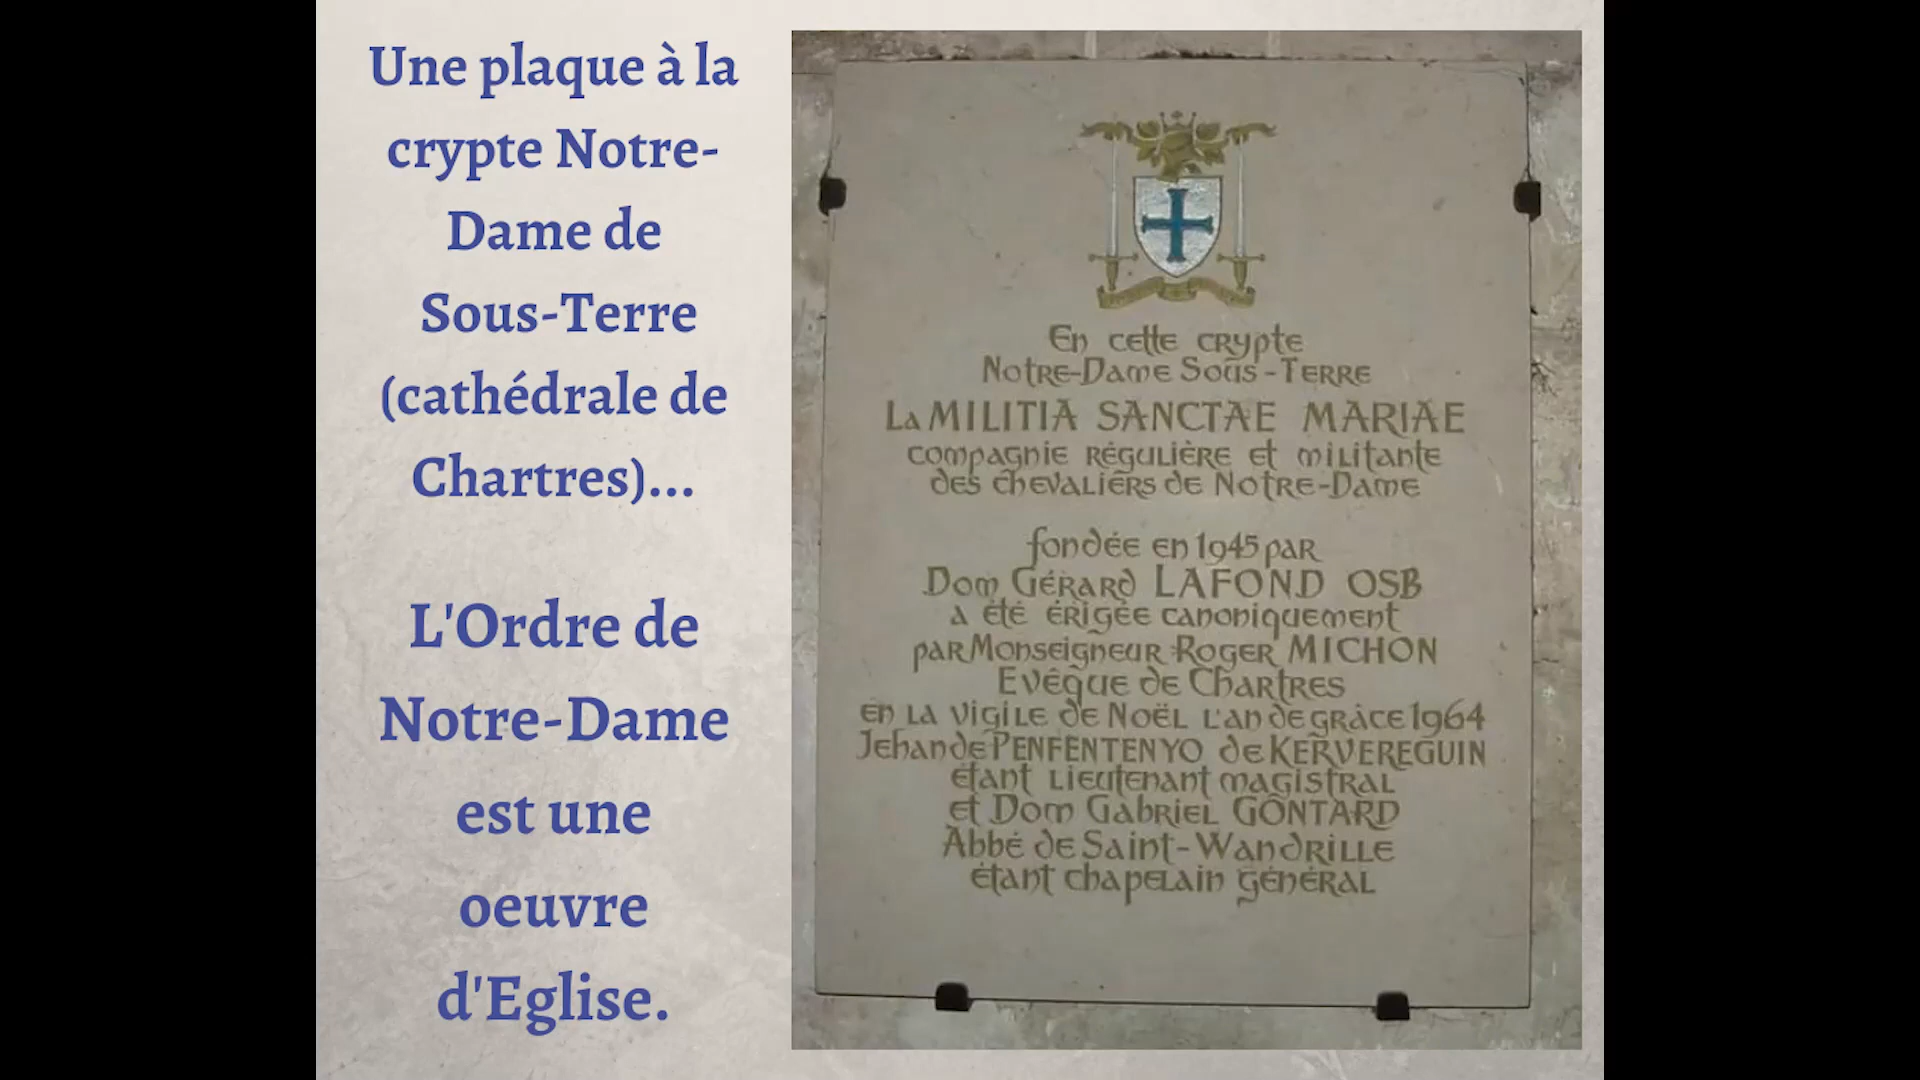 Une plaque à la
crypte Notre-
Dame de
Sous-Terre
(cathédrale de
Chartres)...
L'Ordre de
Notre-Dame
est une
oeuvre
d'Eglise.
En cette crypte
Notre-Dame Sous-Terre
La MILITIA SANCTAE MARIAE
compagnie régulière et militante
des chevaliers de Notre-Dame
fondée en 1945 par
Dom Gérard LAFOND OSB
a été érigée canoniquement
par Monseigneur Roger MICHON
Evêque de Chartres
en la vigile de Noël l'an de grâce 1964
Jehan de PENFENTENYO de KERVEREGUIN
étant lieutenant magistral
et Dom Gabriel GONTARD
Abbé de Saint-Wandrille
étant chapelain général